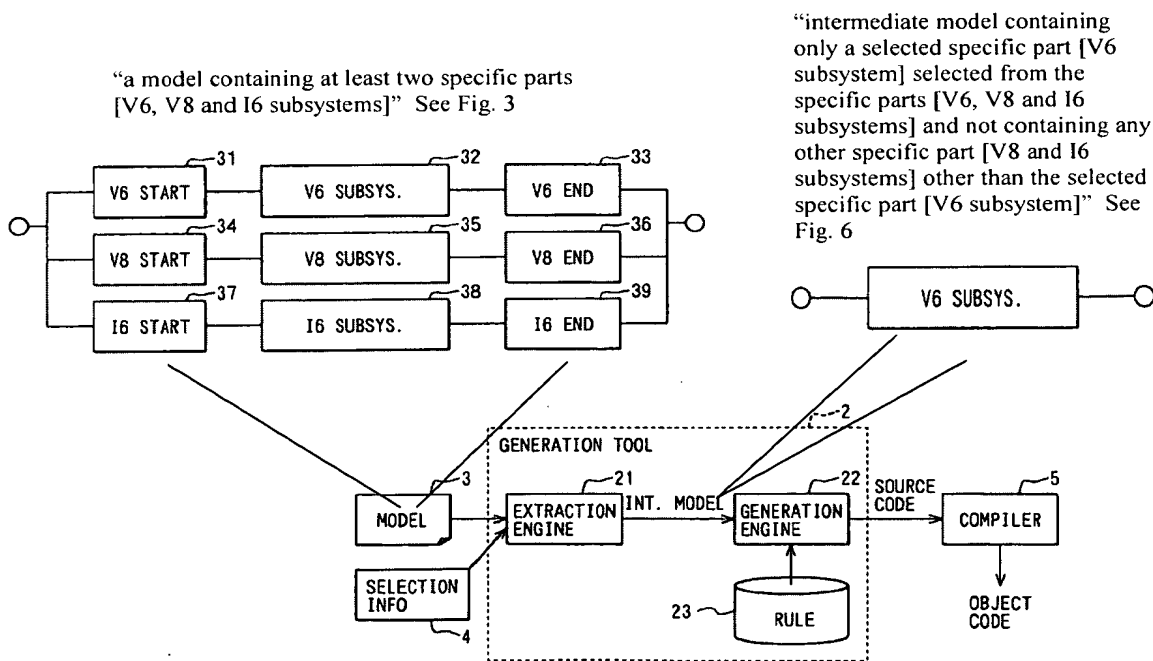 “a model containing at least two specific parts
[V6, V8 and I6 subsystems]” See Fig. 3
“intermediate model containing
only a selected specific part [V6
subsystem] selected from the
specific parts [V6, V8 and I6
subsystems] and not containing any
other specific part [V8 and I6
subsystems] other than the selected
specific part [V6 subsystem]” See
Fig. 6
31
32
33
V6 START
V6 SUBSYS.
V6 END
34
35
36
V8 START
V8 SUBSYS.
V8 END
37
38
39
I6 START
I6 SUBSYS.
I6 END
V6 SUBSYS.
2
GENERATION TOOL
3
MODEL
21
EXTRACTION
ENGINE
INT. MODEL
22
GENERATION
ENGINE
SOURCE
CODE
5
COMPILER
SELECTION
INFO
4
23
RULE
OBJECT
CODE